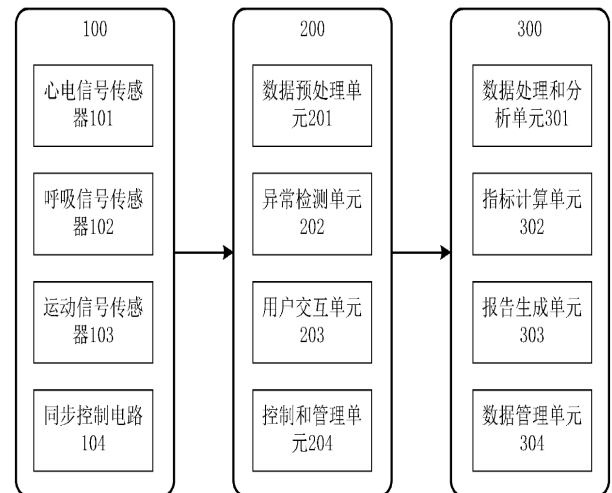 100
心电信号传感
器101
呼吸信号传感
器102
运动信号传感
器103
同步控制电路
104
200
数据预处理单
元201
异常检测单元
202
用户交互单元
203
控制和管理单
元204
300
数据处理和分
析单元301
指标计算单元
302
报告生成单元
303
数据管理单元
304